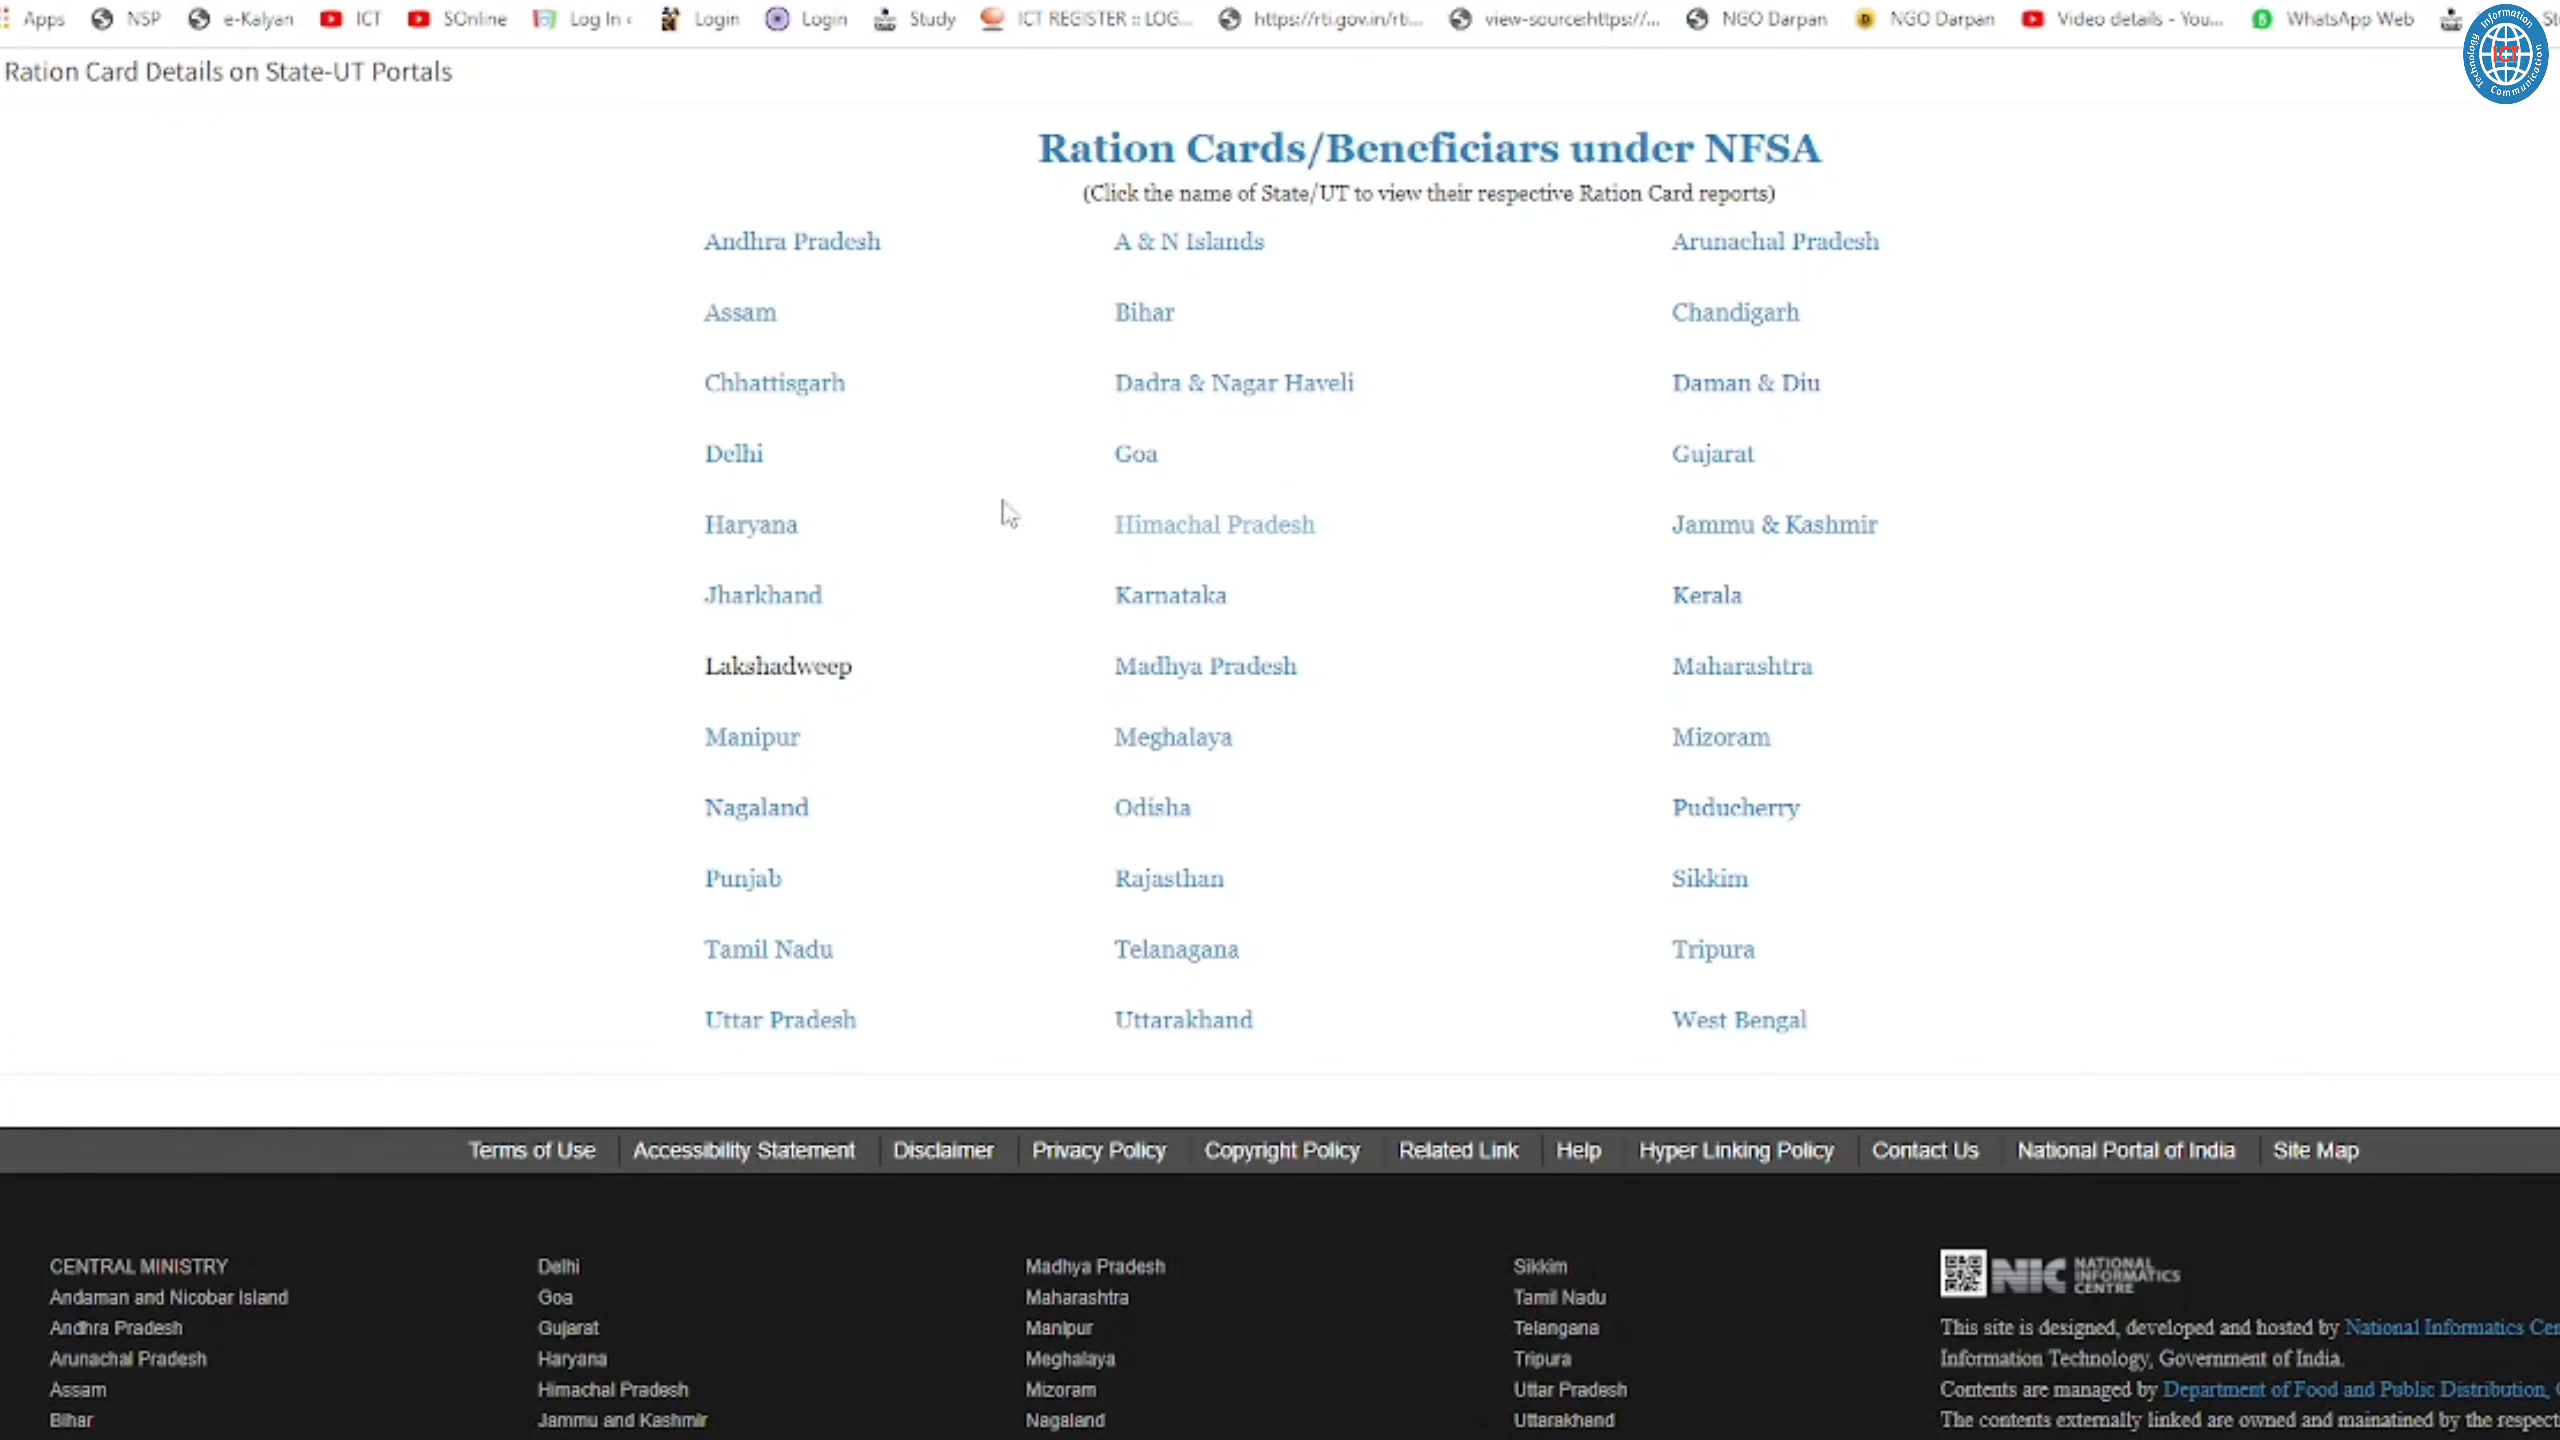 Apps NSP e-Kalyan ICT SOnline Log In ‹ Login Login Study ICT REGISTER :: LOG... https://rti.gov.in/rti... view-source:https://... NGO Darpan NGO Darpan Video details - You... WhatsApp Web
Information Communication Technology
ICT
Ration Card Details on State-UT Portals
Ration Cards/Beneficiars under NFSA
(Click the name of State/UT to view their respective Ration Card reports)
Andhra Pradesh A & N Islands Arunachal Pradesh
Assam Bihar Chandigarh
Chhattisgarh Dadra & Nagar Haveli Daman & Diu
Delhi Goa Gujarat
Haryana Himachal Pradesh Jammu & Kashmir
Jharkhand Karnataka Kerala
Lakshadweep Madhya Pradesh Maharashtra
Manipur Meghalaya Mizoram
Nagaland Odisha Puducherry
Punjab Rajasthan Sikkim
Tamil Nadu Telanagana Tripura
Uttar Pradesh Uttarakhand West Bengal
Terms of Use Accessibility Statement Disclaimer Privacy Policy Copyright Policy Related Link Help Hyper Linking Policy Contact Us National Portal of India Site Map
CENTRAL MINISTRY
Andaman and Nicobar Island
Andhra Pradesh
Arunachal Pradesh
Assam
Bihar
Delhi
Goa
Gujarat
Haryana
Himachal Pradesh
Jammu and Kashmir
Madhya Pradesh
Maharashtra
Manipur
Meghalaya
Mizoram
Nagaland
Sikkim
Tamil Nadu
Telangana
Tripura
Uttar Pradesh
Uttarakhand
NIC NATIONAL INFORMATICS CENTRE
This site is designed, developed and hosted by National Informatics Cen
Information Technology, Government of India.
Contents are managed by Department of Food and Public Distribution,
The contents externally linked are owned and mainatined by the respect